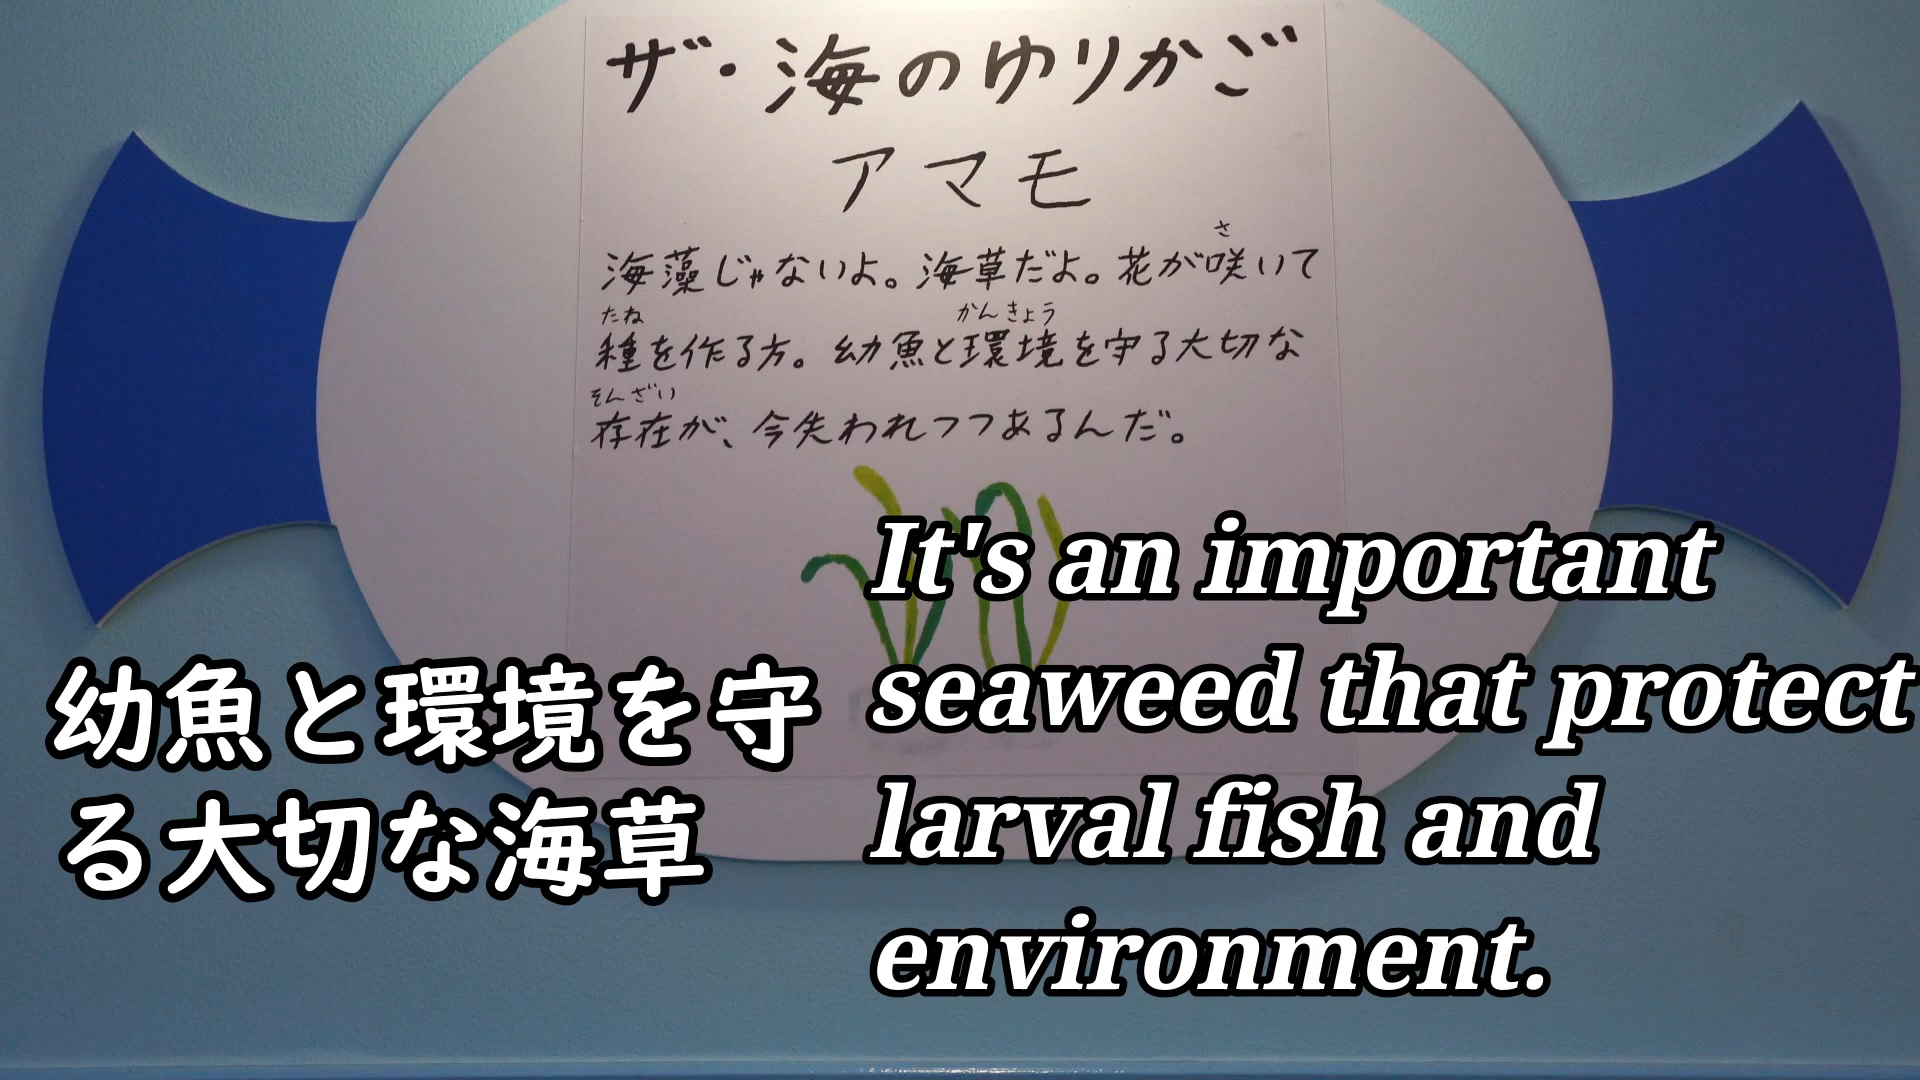 ザ・海のゆりかご
アマモ
さ
海藻じゃないよ。海草だよ。花が咲いて
たね かんきょう
種を作る方。幼魚と環境を守る大切な
そんざい
存在が、今失われつつあるんだ。
幼魚と環境を守
る大切な海草
It's an important
seaweed that protect
larval fish and
environment.